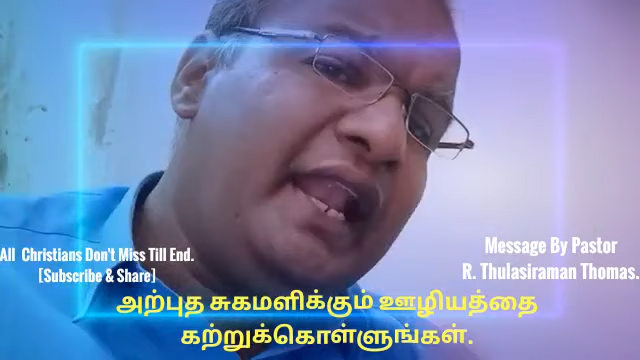 All Christians Don't Miss Till End.
[Subscribe & Share]
Message By Pastor
R. Thulasiraman Thomas.
அற்புத சுகமளிக்கும் ஊழியத்தை
கற்றுக்கொள்ளுங்கள்.